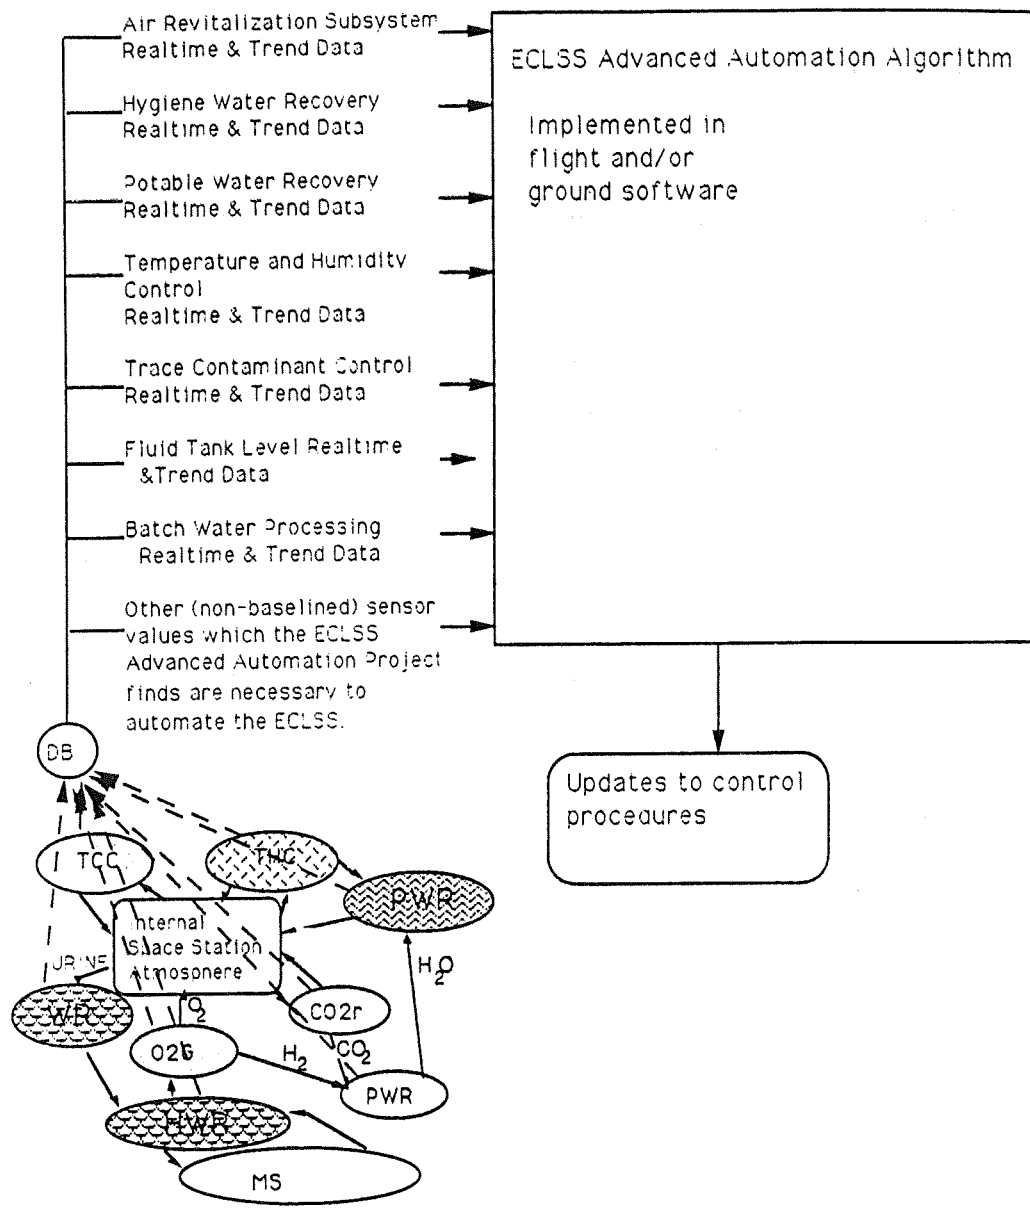 Air Revitalization Subsystem
Realtime & Trend Data
Hygiene Water Recovery
Realtime & Trend Data
Potable Water Recovery
Realtime & Trend Data
Temperature and Humidity
Control
Realtime & Trend Data
Trace Contaminant Control
Realtime & Trend Data
Fluid Tank Level Realtime
&Trend Data
Batch Water Processing
Realtime & Trend Data
Other (non-baselined) sensor
values which the ECLSS
Advanced Automation Project
finds are necessary to
automate the ECLSS.
ECLSS Advanced Automation Algorithm
Implemented in
flight and/or
ground software
Updates to control
procedures
DB
TCC
THC
PWR
Internal
Space Station
Atmosphere
URINE
H2O
WR
O2
CO2r
O2G
H2
CO2
PWR
HWR
MS